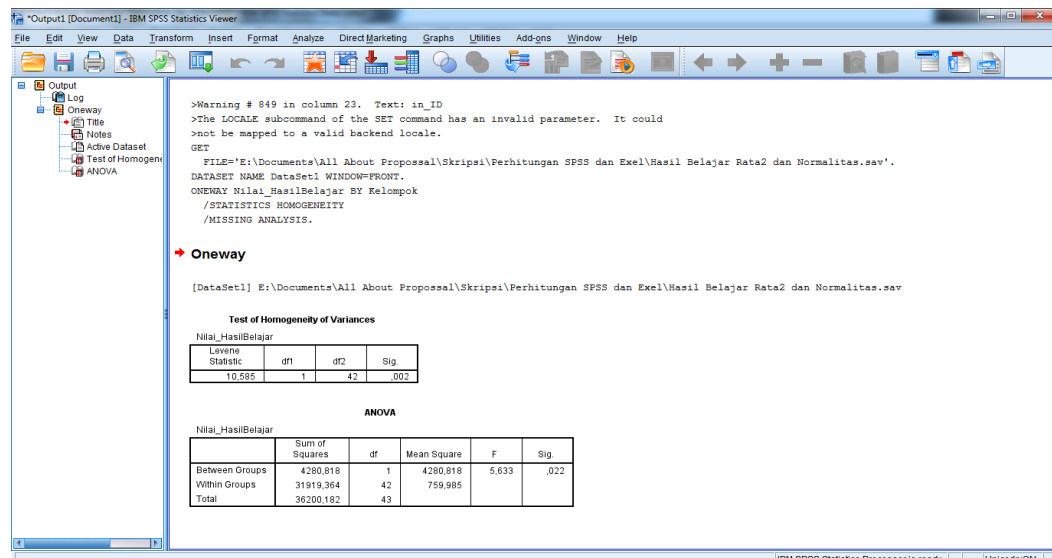 *Output1 [Document1] - IBM SPSS Statistics Viewer
File Edit View Data Transform Insert Format Analyze Direct Marketing Graphs Utilities Add-ons Window Help
Output
Log
Oneway
Title
Notes
Active Dataset
Test of Homogene
ANOVA
>Warning # 849 in column 23. Text: in_ID
>The LOCALE subcommand of the SET command has an invalid parameter. It could
>not be mapped to a valid backend locale.
GET
FILE='E:\Documents\All About Propossal\Skripsi\Perhitungan SPSS dan Exel\Hasil Belajar Rata2 dan Normalitas.sav'.
DATASET NAME DataSet1 WINDOW=FRONT.
ONEWAY Nilai_HasilBelajar BY Kelompok
/STATISTICS HOMOGENEITY
/MISSING ANALYSIS.
Oneway
[DataSet1] E:\Documents\All About Propossal\Skripsi\Perhitungan SPSS dan Exel\Hasil Belajar Rata2 dan Normalitas.sav
Test of Homogeneity of Variances
Nilai_HasilBelajar
Levene Statistic df1 df2 Sig.
10,585 1 42 ,002
ANOVA
Nilai_HasilBelajar
Sum of Squares df Mean Square F Sig.
Between Groups 4280,818 1 4280,818 5,633 ,022
Within Groups 31919,364 42 759,985
Total 36200,182 43
IBM SPSS Statistics Processor is ready Unicode:ON